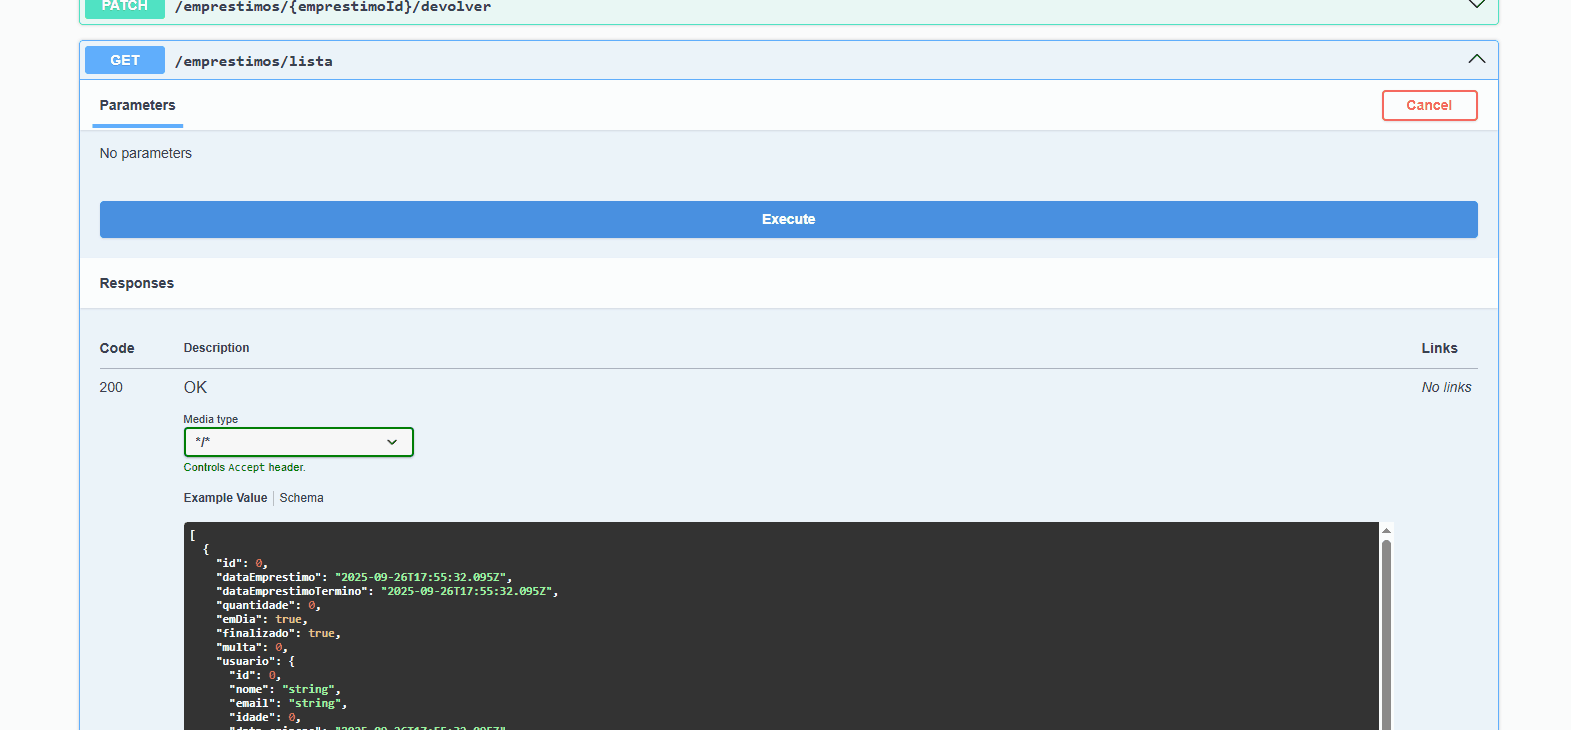 PATCH /emprestimos/{emprestimoId}/devolver
GET /emprestimos/lista
Parameters
Cancel
No parameters
Execute
Responses
Code Description Links
200 OK No links
Media type
*/*
Controls Accept header.
Example Value Schema
[
{
"id": 0,
"dataEmprestimo": "2025-09-26T17:55:32.095Z",
"dataEmprestimoTermino": "2025-09-26T17:55:32.095Z",
"quantidade": 0,
"emDia": true,
"finalizado": true,
"multa": 0,
"usuario": {
"id": 0,
"nome": "string",
"email": "string",
"idade": 0,